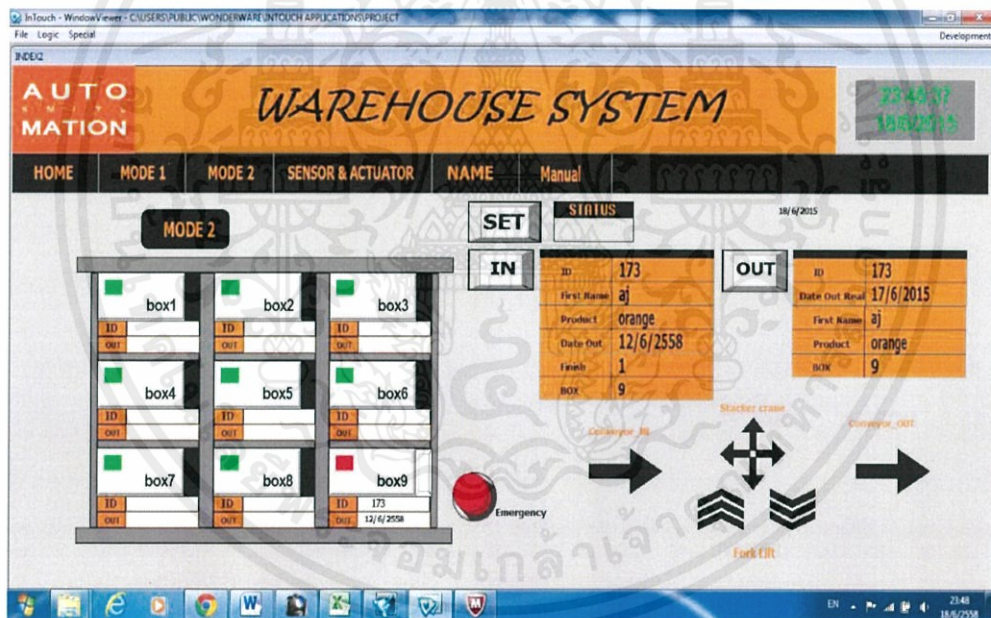 InTouch - WindowViewer - C:\USERS\PUBLIC\WONDERWARE\INTOUCH APPLICATIONS\PROJECT
File Logic Special
Development
INDEX2
AUTO
MATION
WAREHOUSE SYSTEM
23:48:37
18/6/2015
HOME MODE 1 MODE 2 SENSOR & ACTUATOR NAME Manual
MODE 2
SET
STATUS
18/6/2015
IN
ID 173
First Name aj
Product orange
Date Out 12/6/2558
Finish 1
BOX 9
OUT
ID 173
Date Out Real 17/6/2015
First Name aj
Product orange
BOX 9
box1 box2 box3
ID ID ID
OUT OUT OUT
box4 box5 box6
ID ID ID
OUT OUT OUT
box7 box8 box9
ID ID ID 173
OUT OUT OUT 12/6/2558
Emergency
Conveyor_IN
Stacker crane
Conveyor_OUT
Fork Lift
EN
23:48
18/6/2558